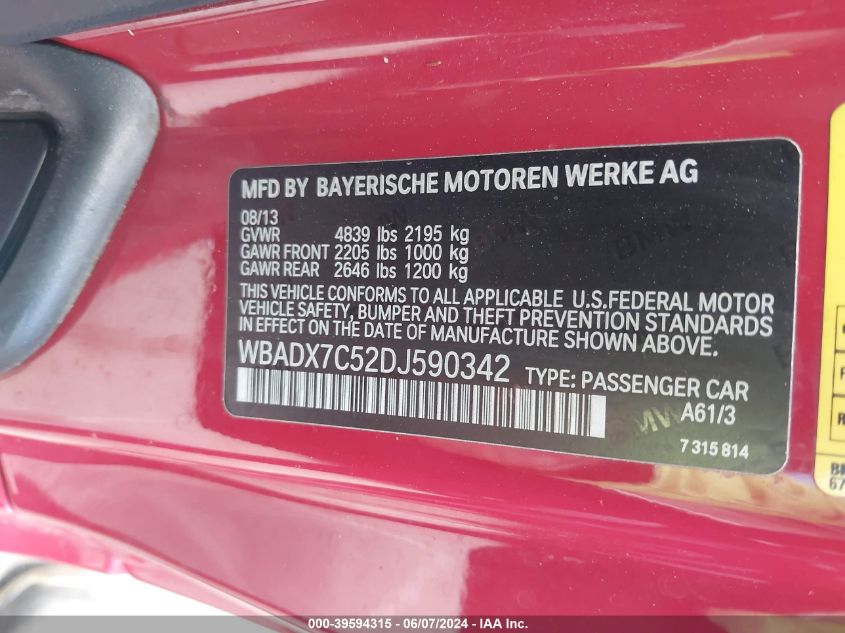 MFD BY BAYERISCHE MOTOREN WERKE AG
08/13
GVWR 4839 lbs 2195 kg
GAWR FRONT 2205 lbs 1000 kg
GAWR REAR 2646 lbs 1200 kg
THIS VEHICLE CONFORMS TO ALL APPLICABLE U.S.FEDERAL MOTOR
VEHICLE SAFETY, BUMPER AND THEFT PREVENTION STANDARDS
IN EFFECT ON THE DATE OF MANUFACTURE SHOWN ABOVE.
WBADX7C52DJ590342 TYPE: PASSENGER CAR
A61/3
7 315 814
000-39594315 - 06/07/2024 - IAA Inc.